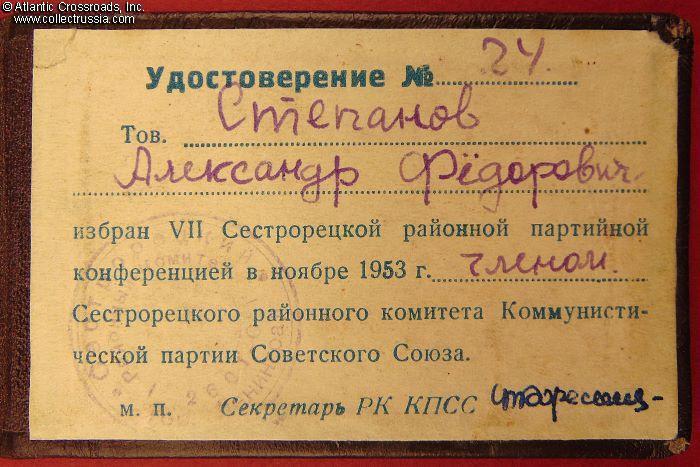 © Atlantic Crossroads, Inc.
www.collectrussia.com
Удостоверение № 24.
Тов. Степанов
Александр Фёдорович
избран VII Сестрорецкой районной партийной
конференцией в ноябре 1953 г. членом.
Сестрорецкого районного комитета Коммунисти-
ческой партии Советского Союза.
м. п. Секретарь РК КПСС